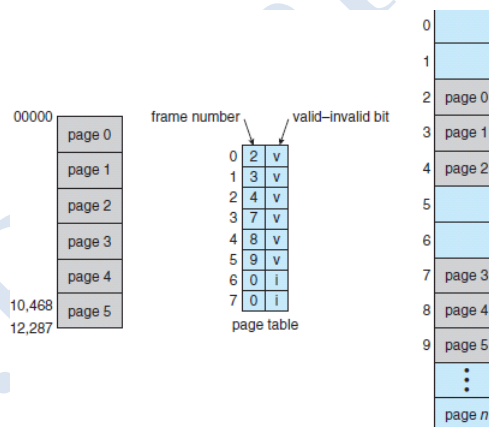 00000
page 0
page 1
page 2
page 3
page 4
page 5
10,468
12,287
frame number
valid–invalid bit
0 2 v
1 3 v
2 4 v
3 7 v
4 8 v
5 9 v
6 0 i
7 0 i
page table
0
1
2 page 0
3 page 1
4 page 2
5
6
7 page 3
8 page 4
9 page 5
page n